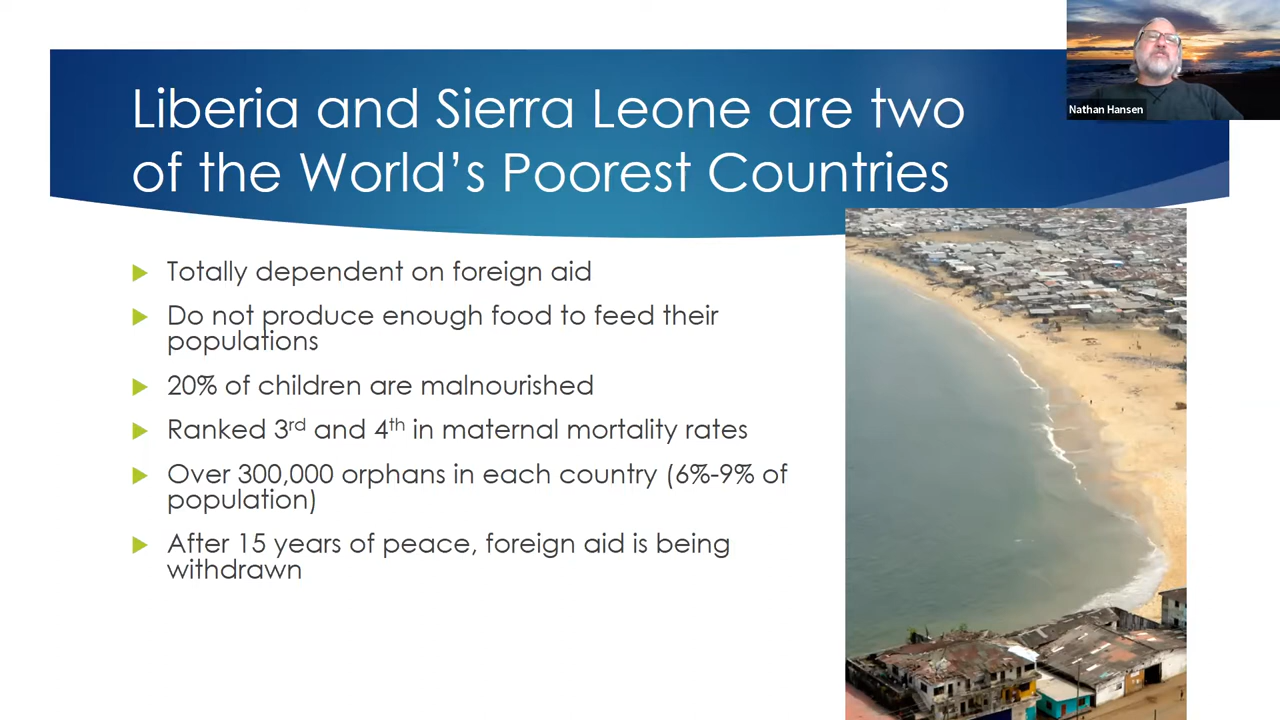 Liberia and Sierra Leone are two
of the World's Poorest Countries
Nathan Hansen
Totally dependent on foreign aid
Do not produce enough food to feed their
populations
20% of children are malnourished
Ranked 3rd and 4th in maternal mortality rates
Over 300,000 orphans in each country (6%-9% of
population)
After 15 years of peace, foreign aid is being
withdrawn